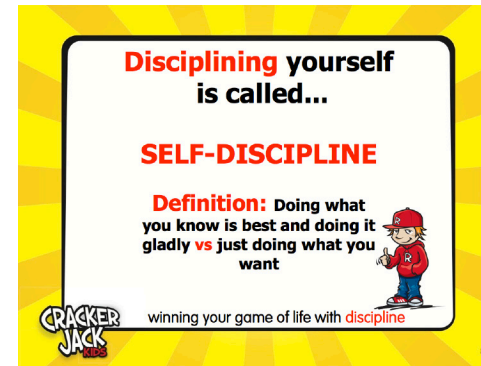 Disciplining yourself
is called...
SELF-DISCIPLINE
Definition: Doing what
you know is best and doing it
gladly vs just doing what you
want
R
R
winning your game of life with discipline
CRACKER
JACK
KIDS